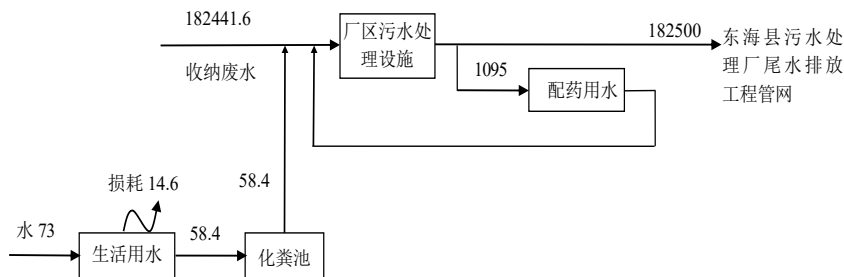 182441.6
收纳废水
厂区污水处
理设施
182500
东海县污水处
理厂尾水排放
工程管网
1095
配药用水
损耗 14.6
58.4
水 73
生活用水
58.4
化粪池